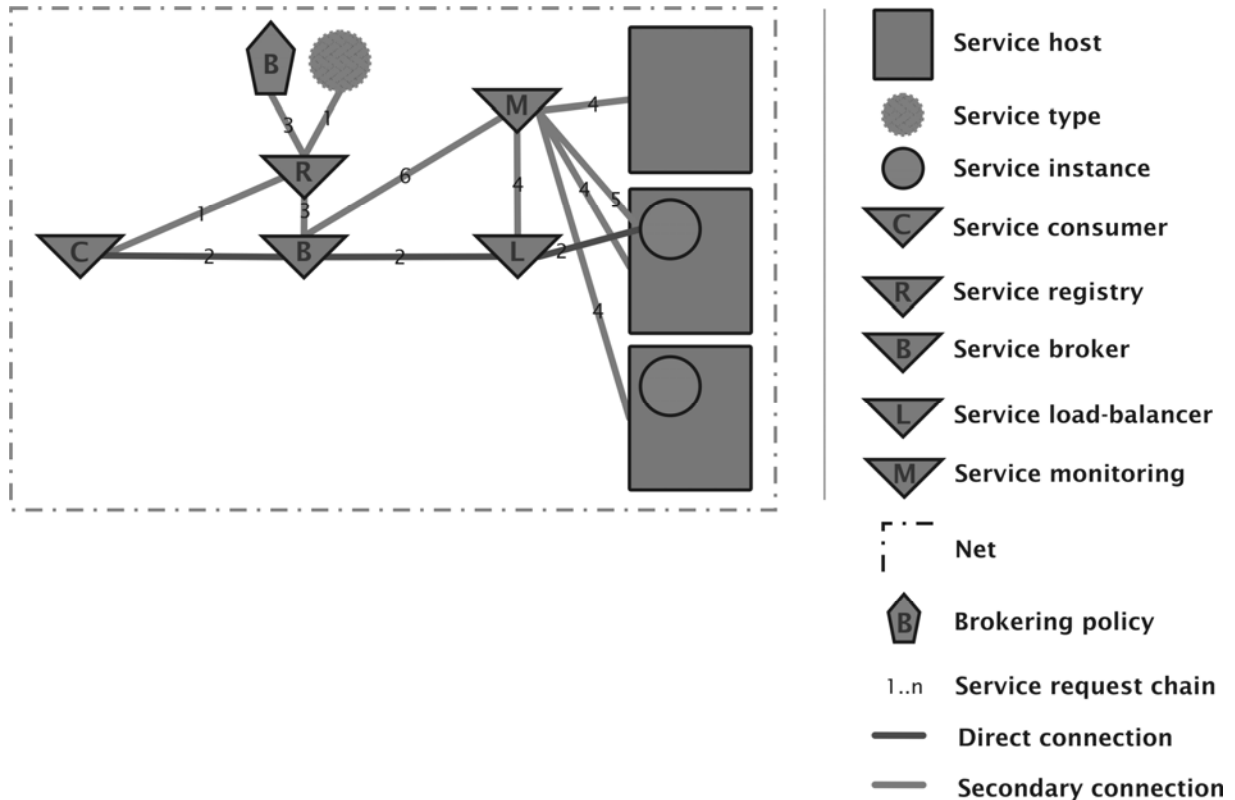 B
3
1
R
M
4
1
3
6
4
4
5
C
2
B
2
L
2
4
Service host
Service type
Service instance
C Service consumer
R Service registry
B Service broker
L Service load-balancer
M Service monitoring
Net
B Brokering policy
1..n Service request chain
Direct connection
Secondary connection